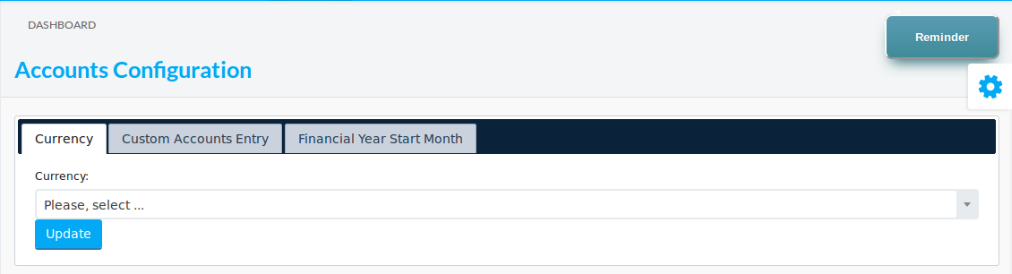 DASHBOARD
Reminder
Accounts Configuration
Currency
Custom Accounts Entry
Financial Year Start Month
Currency:
Please, select ...
Update